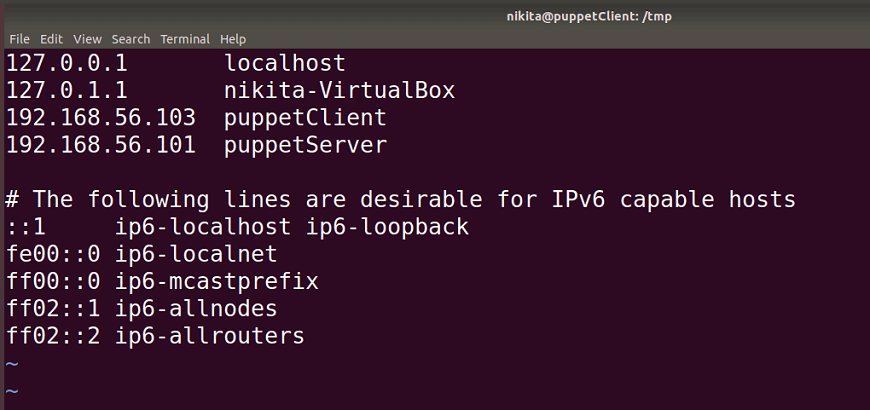 nikita@puppetClient: /tmp
File Edit View Search Terminal Help
127.0.0.1       localhost
127.0.1.1       nikita-VirtualBox
192.168.56.103  puppetClient
192.168.56.101  puppetServer

# The following lines are desirable for IPv6 capable hosts
::1     ip6-localhost ip6-loopback
fe00::0 ip6-localnet
ff00::0 ip6-mcastprefix
ff02::1 ip6-allnodes
ff02::2 ip6-allrouters
~
~